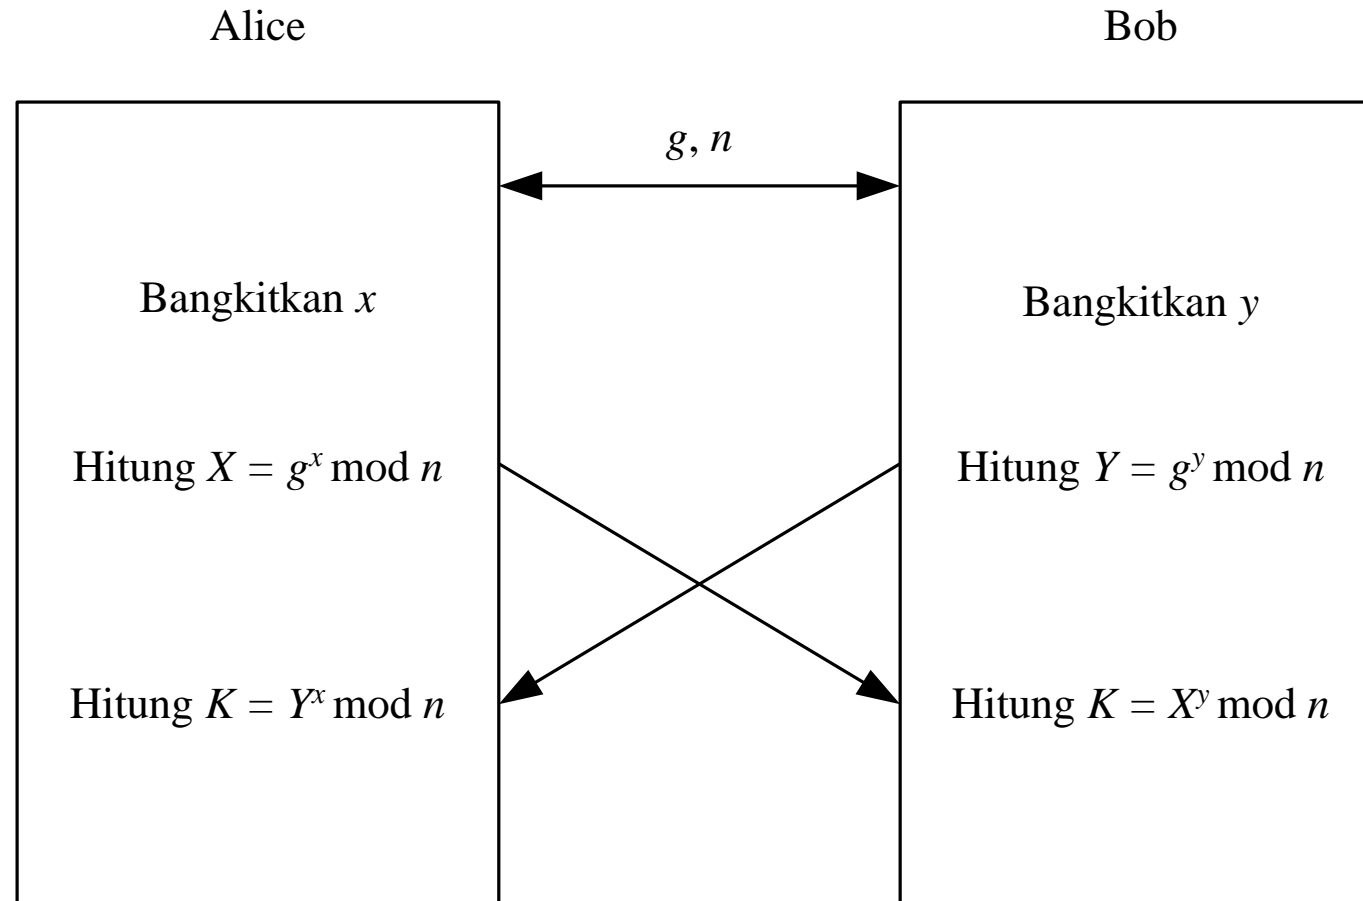 Alice
Bob
g, n
Bangkitkan x
Bangkitkan y
Hitung X = gˣ mod n
Hitung Y = gʸ mod n
Hitung K = Yˣ mod n
Hitung K = Xʸ mod n